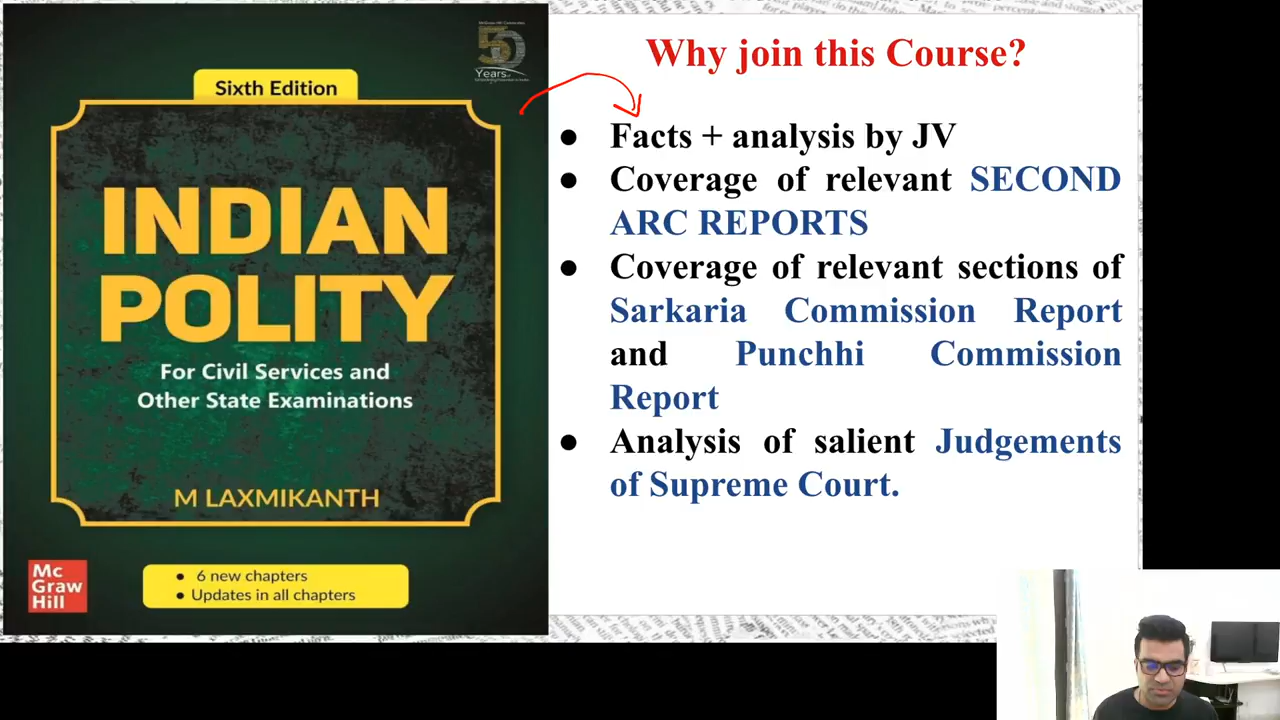 50
Years
Sixth Edition
INDIAN
POLITY
For Civil Services and
Other State Examinations
M LAXMIKANTH
Mc
Graw
Hill
● 6 new chapters
● Updates in all chapters
Why join this Course?
● Facts + analysis by JV
● Coverage of relevant SECOND
ARC REPORTS
● Coverage of relevant sections of
Sarkaria Commission Report
and Punchhi Commission
Report
● Analysis of salient Judgements
of Supreme Court.